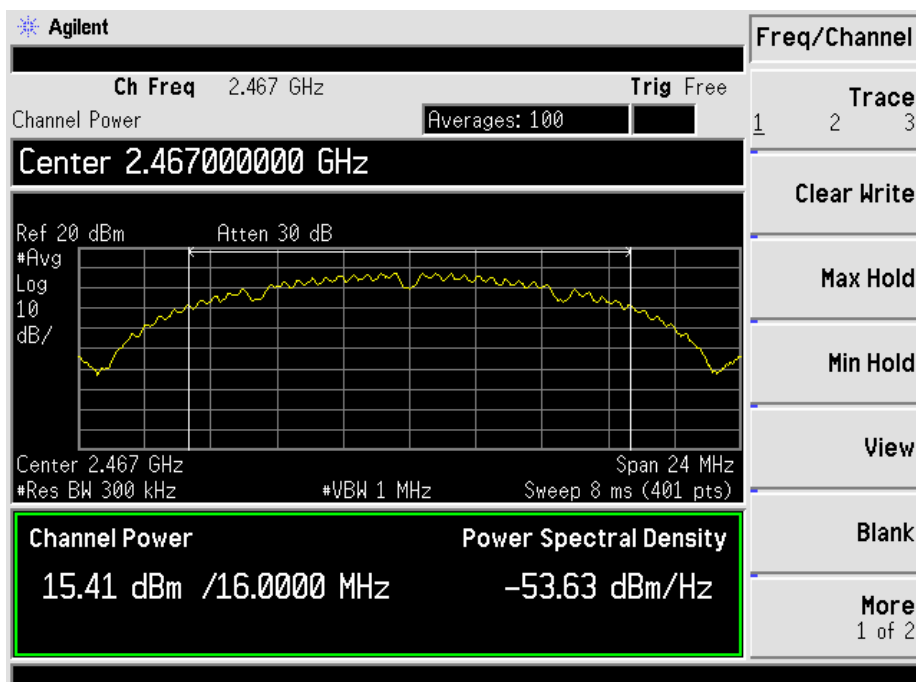 Agilent
Freq/Channel
Ch Freq 2.467 GHz Trig Free
Channel Power Averages: 100
Center 2.467000000 GHz
Ref 20 dBm Atten 30 dB
#Avg
Log
10
dB/
Center 2.467 GHz Span 24 MHz
#Res BW 300 kHz #VBW 1 MHz Sweep 8 ms (401 pts)
Channel Power Power Spectral Density
15.41 dBm /16.0000 MHz -53.63 dBm/Hz
Trace
1 2 3
Clear Write
Max Hold
Min Hold
View
Blank
More
1 of 2